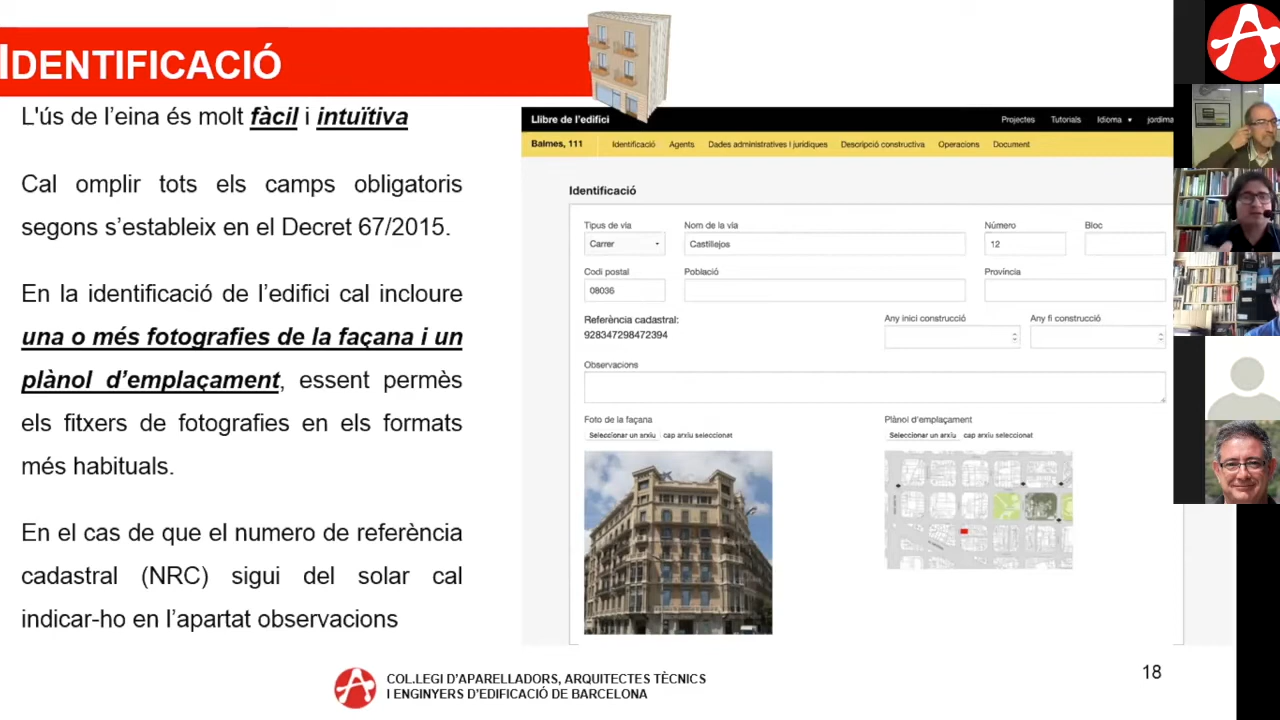 IDENTIFICACIÓ
L'ús de l’eina és molt fàcil i intuïtiva
Cal omplir tots els camps obligatoris
segons s’estableix en el Decret 67/2015.
En la identificació de l’edifici cal incloure
una o més fotografies de la façana i un
plànol d’emplaçament, essent permès
els fitxers de fotografies en els formats
més habituals.
En el cas de que el numero de referència
cadastral (NRC) sigui del solar cal
indicar-ho en l’apartat observacions
Llibre de l'edifici
Projectes Tutorials Idioma jordima
Balmes, 111 Identificació Agents Dades administratives i jurídiques Descripció constructiva Operacions Document
Identificació
Tipus de via Nom de la via Número Bloc
Carrer Castillejos 12
Codi postal Població Província
08036
Referència cadastral: Any inici construcció Any fi construcció
928347298472394
Observacions
Foto de la façana Plànol d'emplaçament
Seleccionar un arxiu cap arxiu seleccionat Seleccionar un arxiu cap arxiu seleccionat
COL.LEGI D’APARELLADORS, ARQUITECTES TÈCNICS
I ENGINYERS D’EDIFICACIÓ DE BARCELONA
18